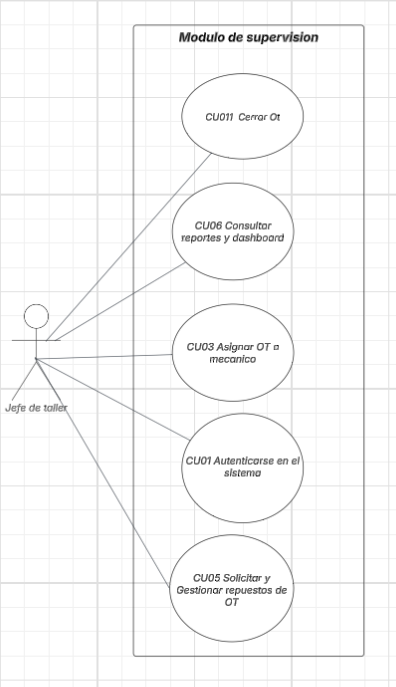 Modulo de supervision
CU011 Cerrar Ot
CU06 Consultar
reportes y dashboard
CU03 Asignar OT a
mecanico
Jefe de taller
CU01 Autenticarse en el
sistema
CU05 Solicitar y
Gestionar repuestos de
OT